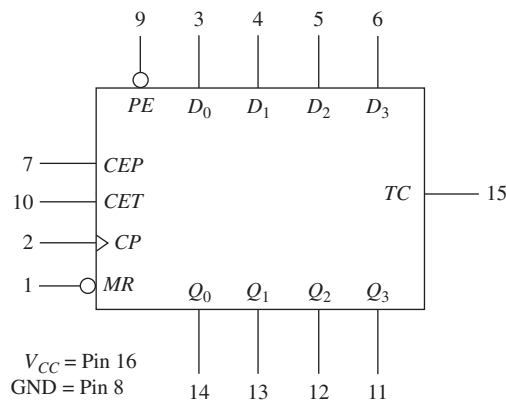 9 3 4 5 6
PE D0 D1 D2 D3
7 CEP
TC 15
10 CET
2 CP
1 MR
Q0 Q1 Q2 Q3
VCC = Pin 16
GND = Pin 8
14 13 12 11